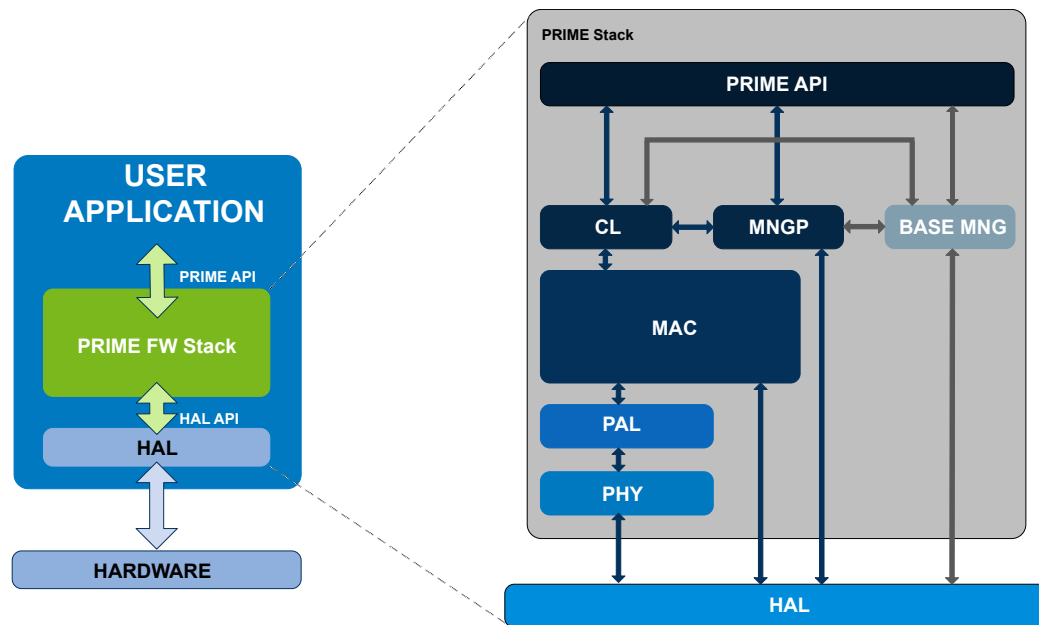 USER
APPLICATION
PRIME API
PRIME FW Stack
HAL API
HAL
HARDWARE
PRIME Stack
PRIME API
CL
MNGP
BASE MNG
MAC
PAL
PHY
HAL